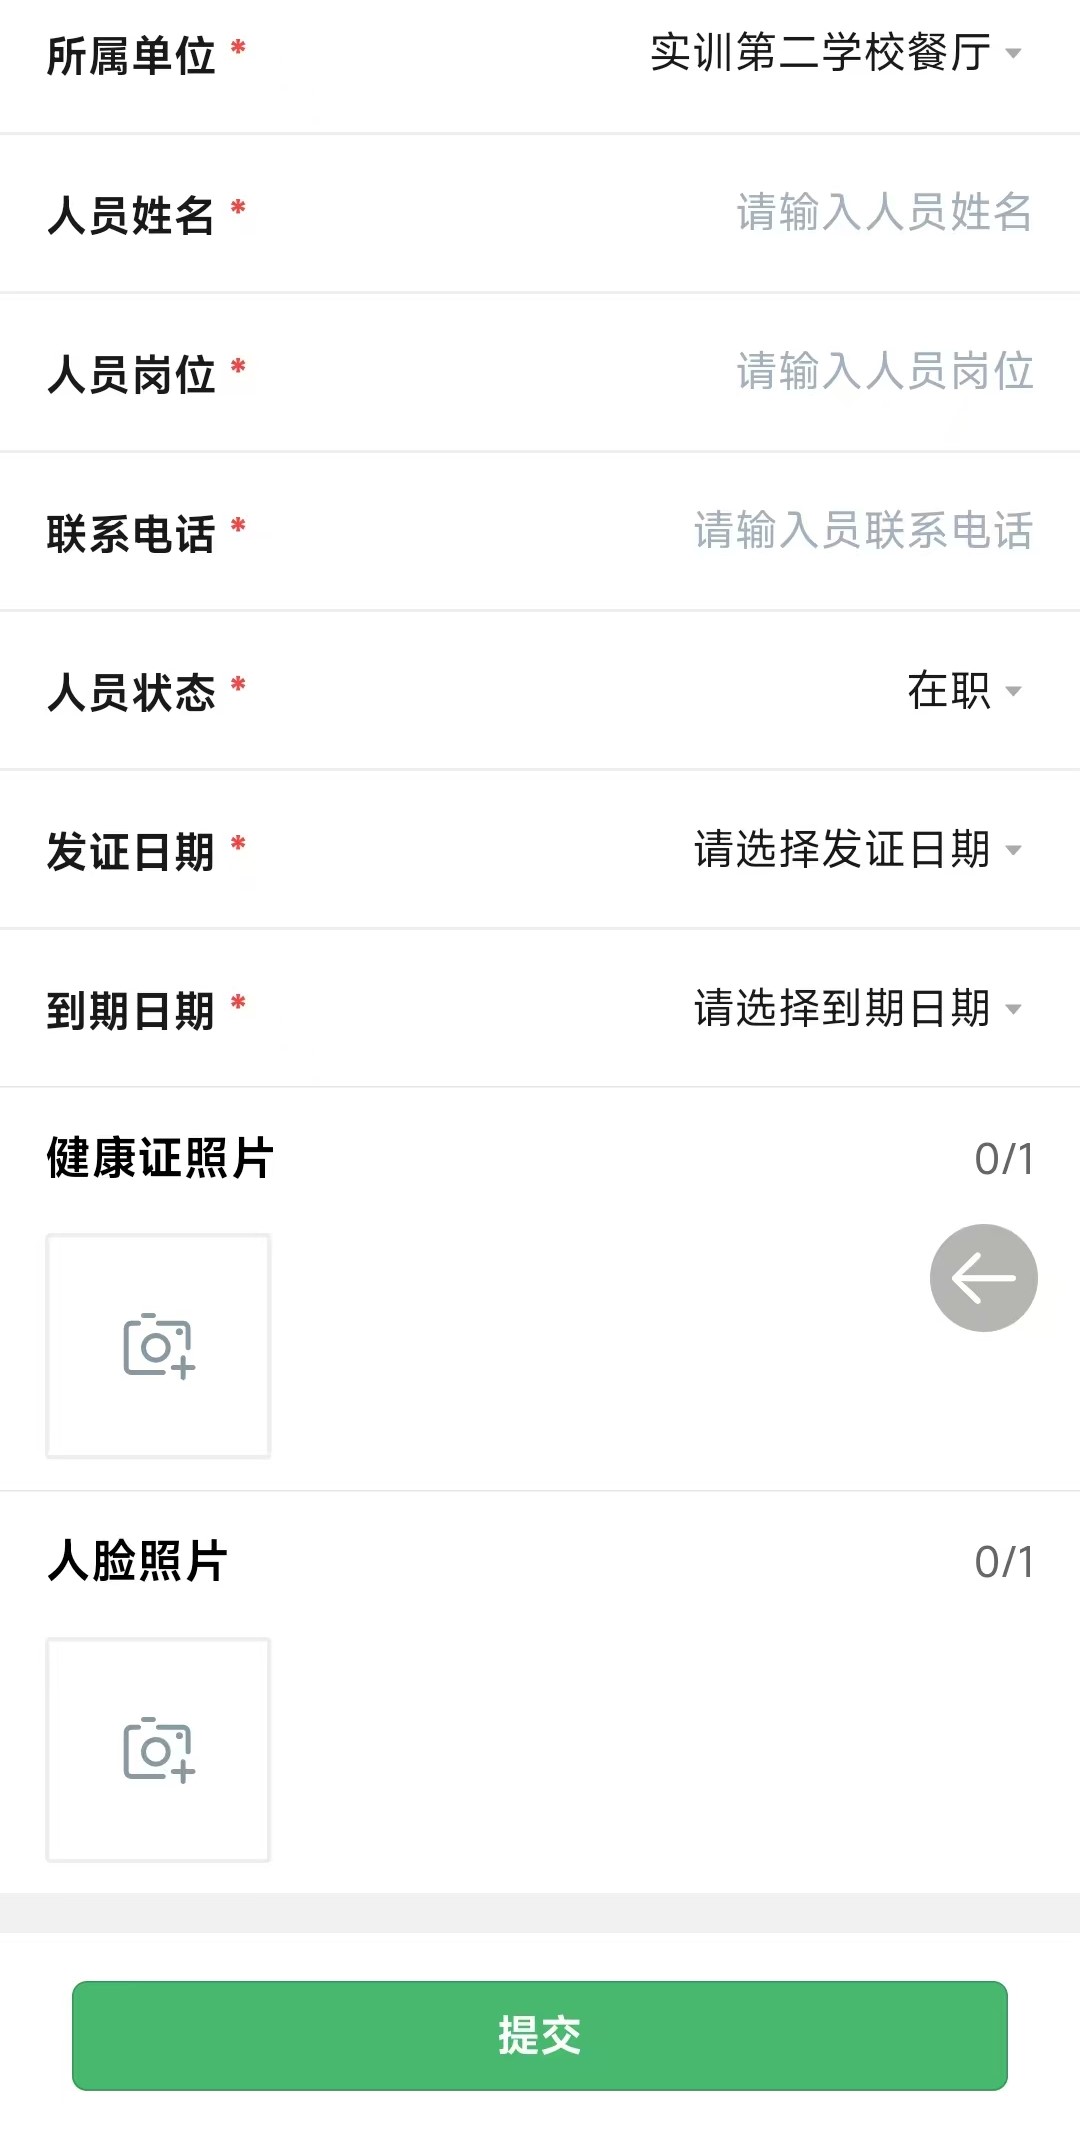 所属单位 * 实训第二学校餐厅
人员姓名 * 请输入人员姓名
人员岗位 * 请输入人员岗位
联系电话 * 请输入员联系电话
人员状态 * 在职
发证日期 * 请选择发证日期
到期日期 * 请选择到期日期
健康证照片 0/1
人脸照片 0/1
提交